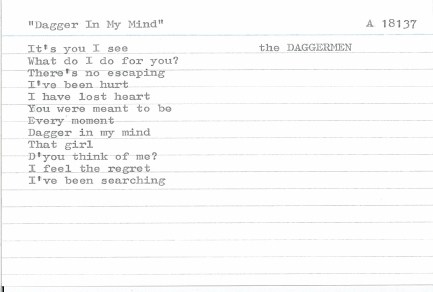 "Dagger In My Mind" A 18137
It's you I see the DAGGERMEN
What do I do for you?
There's no escaping
I've been hurt
I have lost heart
You were meant to be
Every moment
Dagger in my mind
That girl
D'you think of me?
I feel the regret
I've been searching